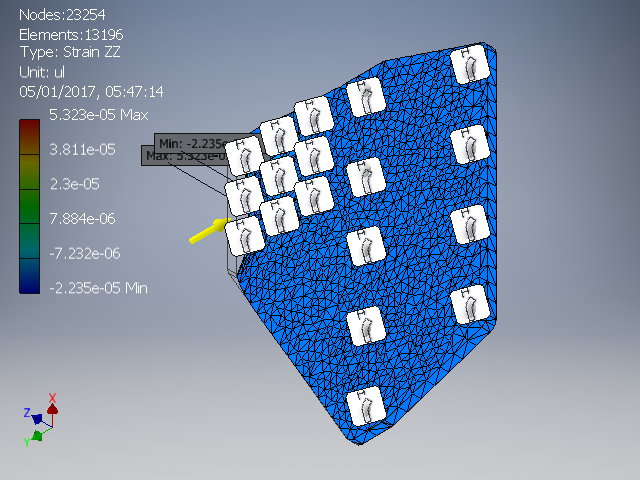 Nodes:23254
Elements:13196
Type: Strain ZZ
Unit: ul
05/01/2017, 05:47:14
5.323e-05 Max
3.811e-05
2.3e-05
7.884e-06
-7.232e-06
-2.235e-05 Min
Min: -2.235e
Max: 5.323e-0
X
Z
Y